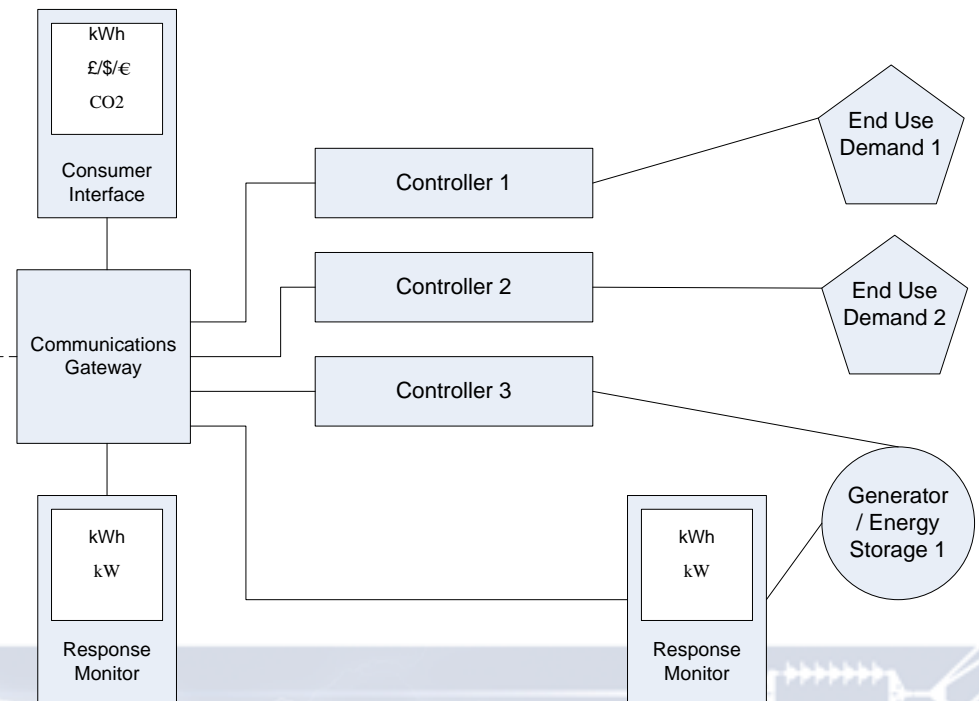 kWh
£/$/€
CO2
Consumer
Interface
Controller 1
End Use
Demand 1
Controller 2
End Use
Demand 2
Communications
Gateway
Controller 3
Generator
/ Energy
Storage 1
kWh
kW
Response
Monitor
kWh
kW
Response
Monitor